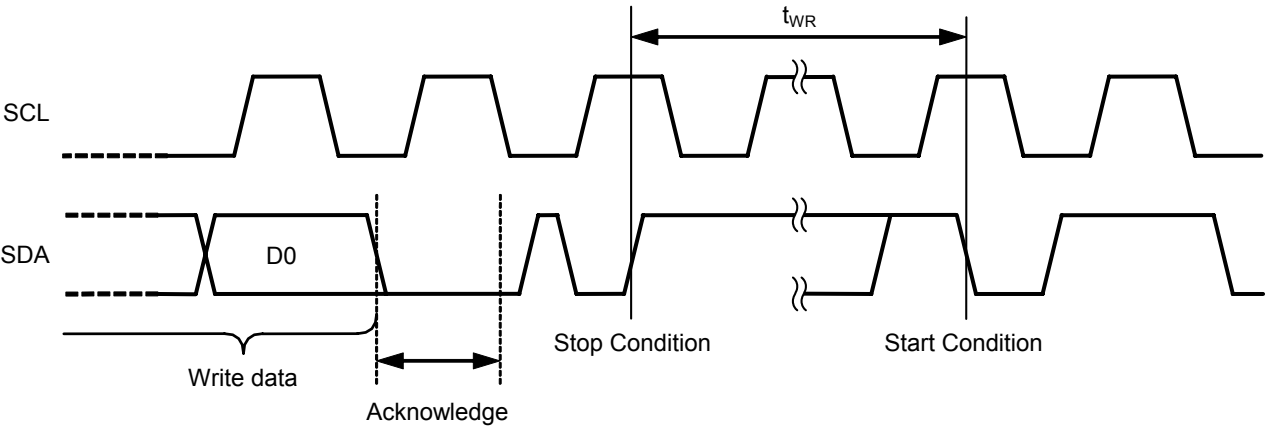 tWR
SCL
SDA
D0
Stop Condition
Start Condition
Write data
Acknowledge